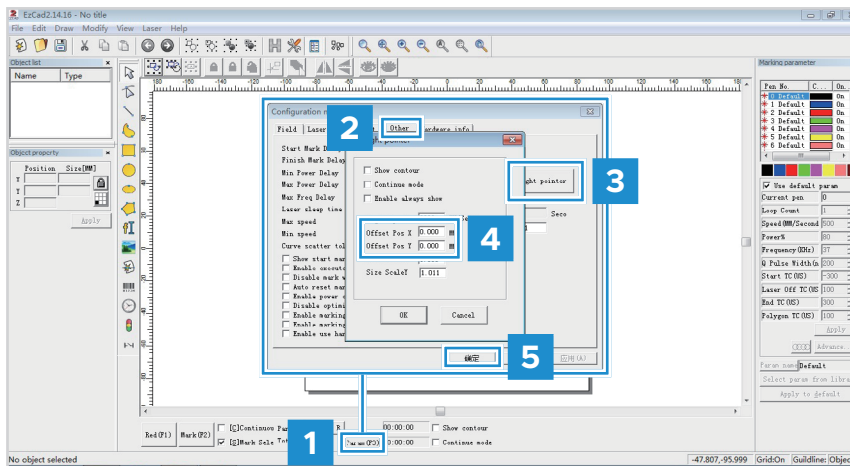 EzCad2.14.16 - No title
File Edit Draw Modify View Laser Help
Object list
Name Type
Object property
Position Size[MM]
X
Y
Z
Apply
Configuration
Field Laser Other Hardware info
2
Start Mark Delay
Finish Mark Delay
Min Power Delay
Max Power Delay
Max Freq Delay
Laser sleep time
Max speed
Min speed
Curve scatter tol
Show start mar
Enable executo
Disable mark w
Auto reset mar
Enable power c
Disable optimi
Enable marking
Enable marking
Enable use har
pointer
Show contour
Continue mode
Enable always show
Offset Pos X 0.000
Offset Pos Y 0.000
4
Size ScaleY 1.011
OK Cancel
ght pointer
3
Seco
确定
5
应用(A)
1
Red(F1) Mark(F2)
[C]Continuou
[S]Mark Sele
Param(F3)
00:00:00
0:00:00
Show contour
Continue mode
Marking parameter
Pen No. C... On..
0 Default On
1 Default On
2 Default On
3 Default On
4 Default On
5 Default On
6 Default On
Use default param
Current pen 0
Loop Count 1
Speed(MM/Second 500
Power% 80
Frequency(KHz) 37
Q Pulse Width(n 200
Start TC(US) -300
Laser Off TC(US 100
End TC(US) 300
Polygon TC(US) 100
Apply
Advance..
Param name Default
Select param from libra
Apply to default
No object selected
-47.807,-95.999 Grid:On Guildline: Objec